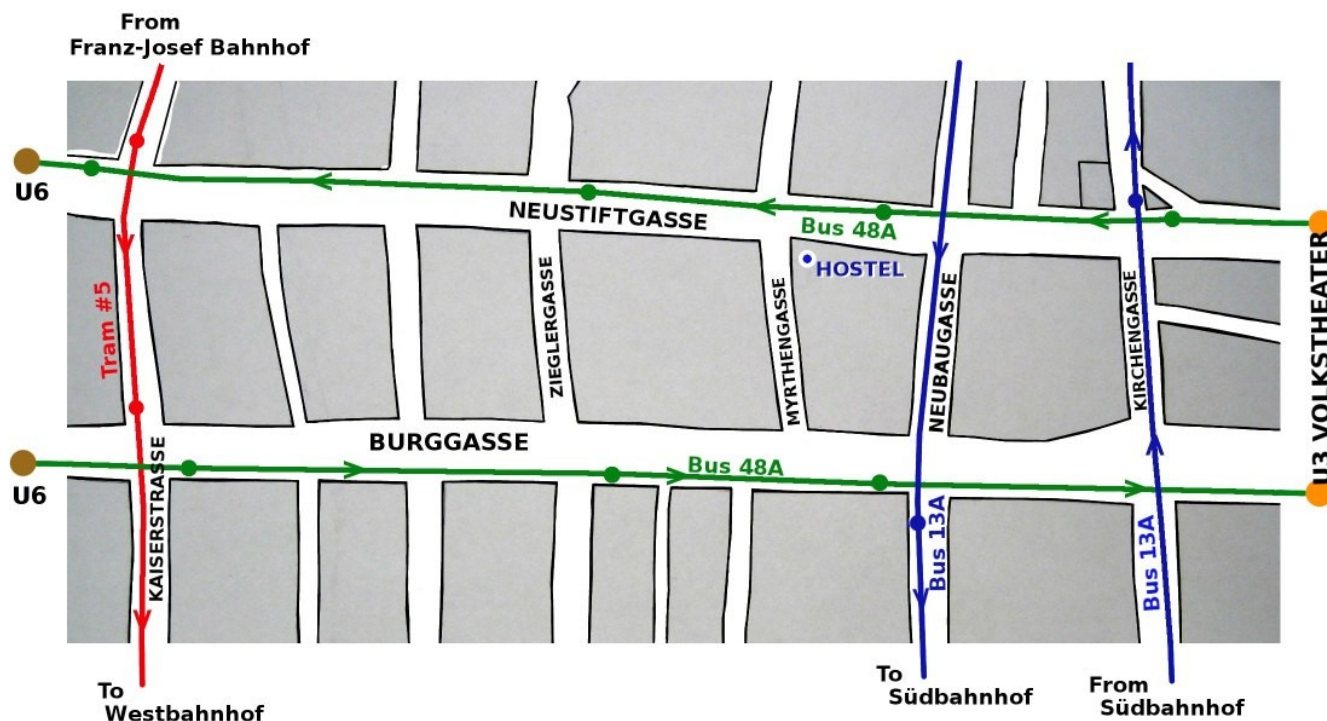 From
Franz-Josef Bahnhof
U6
NEUSTIFTGASSE
Bus 48A
HOSTEL
Tram #5
ZIEGLERGASSE
MYRTHENGASSE
NEUBAUGASSE
KIRCHENGASSE
U3 VOLKSTHEATER
BURGGASSE
Bus 48A
U6
KAISERSTRASSE
Bus 13A
Bus 13A
To
Westbahnhof
To
Südbahnhof
From
Südbahnhof